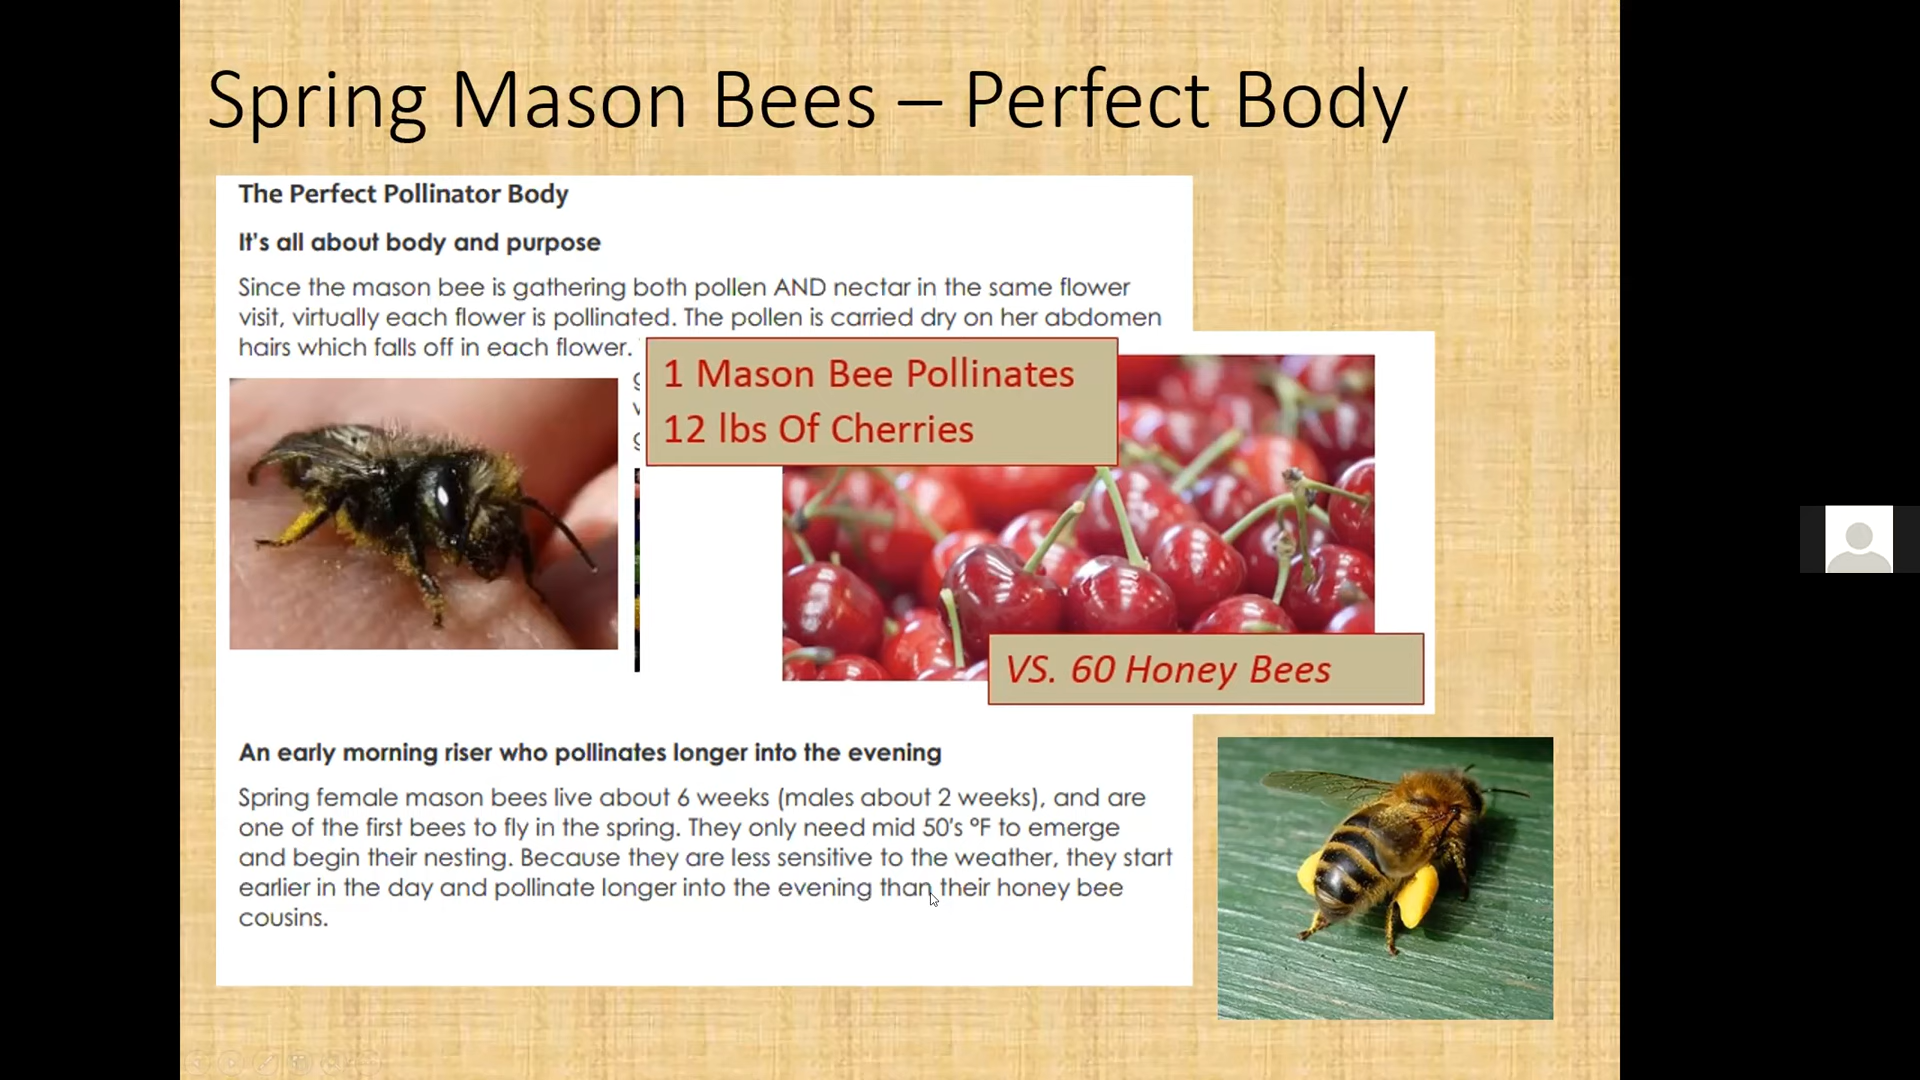 Spring Mason Bees – Perfect Body
The Perfect Pollinator Body
It's all about body and purpose
Since the mason bee is gathering both pollen AND nectar in the same flower
visit, virtually each flower is pollinated. The pollen is carried dry on her abdomen
hairs which falls off in each flower.
1 Mason Bee Pollinates
12 lbs Of Cherries
VS. 60 Honey Bees
An early morning riser who pollinates longer into the evening
Spring female mason bees live about 6 weeks (males about 2 weeks), and are
one of the first bees to fly in the spring. They only need mid 50's °F to emerge
and begin their nesting. Because they are less sensitive to the weather, they start
earlier in the day and pollinate longer into the evening than their honey bee
cousins.